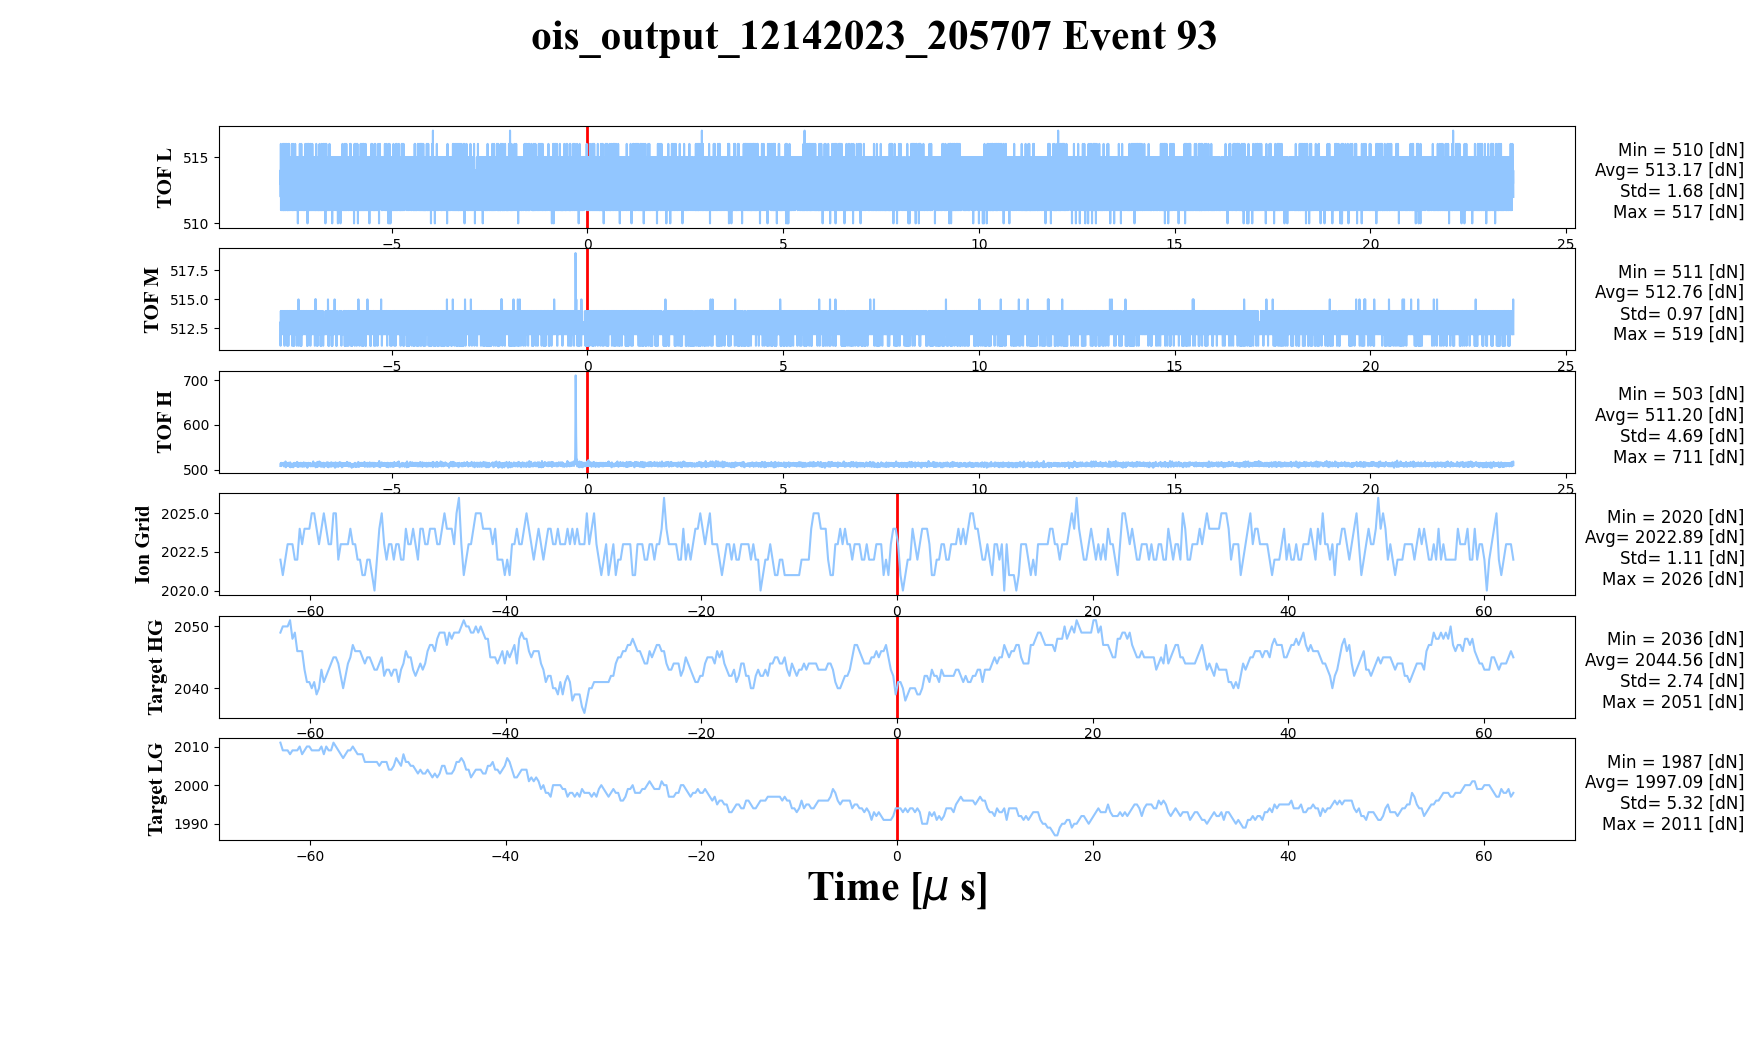 ois_output_12142023_205707 Event 93
TOF L
515
510
−5
0
5
10
15
20
25
Min = 510 [dN]
Avg= 513.17 [dN]
Std= 1.68 [dN]
Max = 517 [dN]
TOF M
517.5
515.0
512.5
−5
0
5
10
15
20
25
Min = 511 [dN]
Avg= 512.76 [dN]
Std= 0.97 [dN]
Max = 519 [dN]
TOF H
700
600
500
−5
0
5
10
15
20
25
Min = 503 [dN]
Avg= 511.20 [dN]
Std= 4.69 [dN]
Max = 711 [dN]
Ion Grid
2025.0
2022.5
2020.0
−60
−40
−20
0
20
40
60
Min = 2020 [dN]
Avg= 2022.89 [dN]
Std= 1.11 [dN]
Max = 2026 [dN]
Target HG
2050
2040
−60
−40
−20
0
20
40
60
Min = 2036 [dN]
Avg= 2044.56 [dN]
Std= 2.74 [dN]
Max = 2051 [dN]
Target LG
2010
2000
1990
−60
−40
−20
0
20
40
60
Min = 1987 [dN]
Avg= 1997.09 [dN]
Std= 5.32 [dN]
Max = 2011 [dN]
Time [μ s]